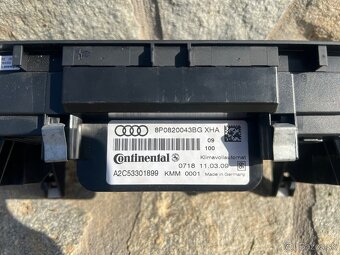 8P0820043BG XHA
09
100
Continental
Klimavollautomat
0718 11.03.09
A2C53301899 KMM 0001 Made in Germany